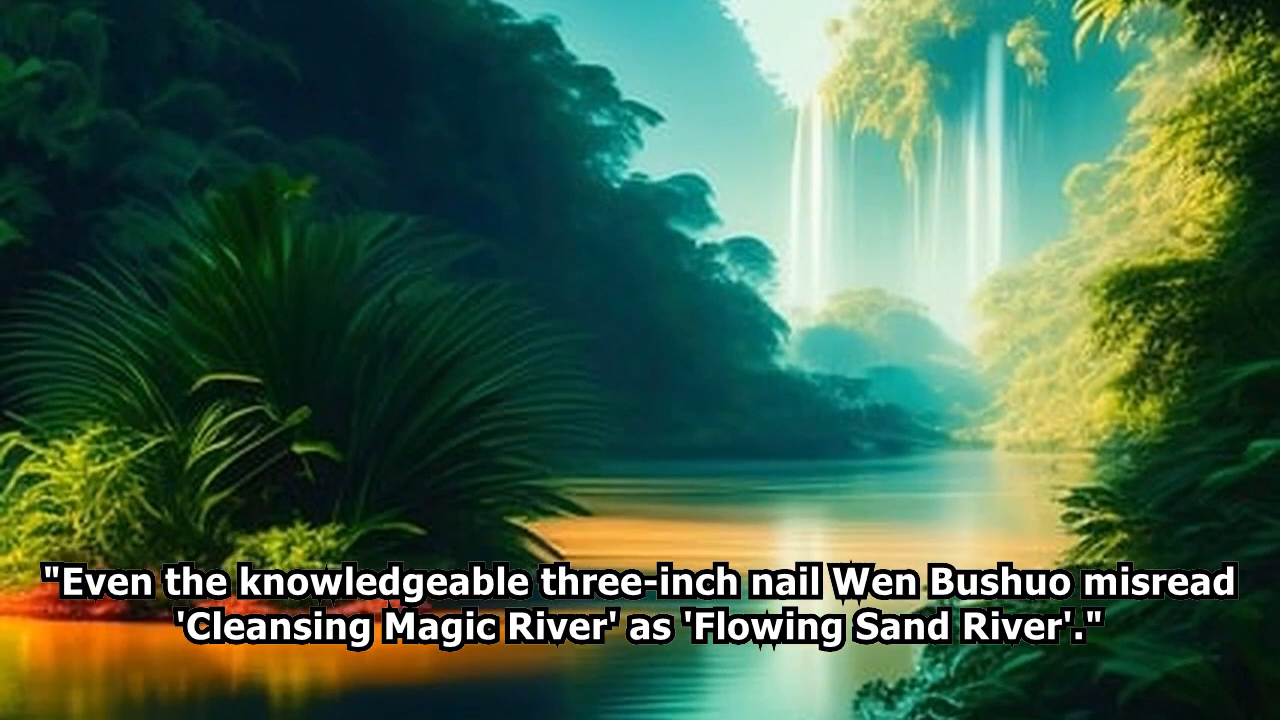 "Even the knowledgeable three-inch nail Wen Bushuo misread
'Cleansing Magic River' as 'Flowing Sand River'."